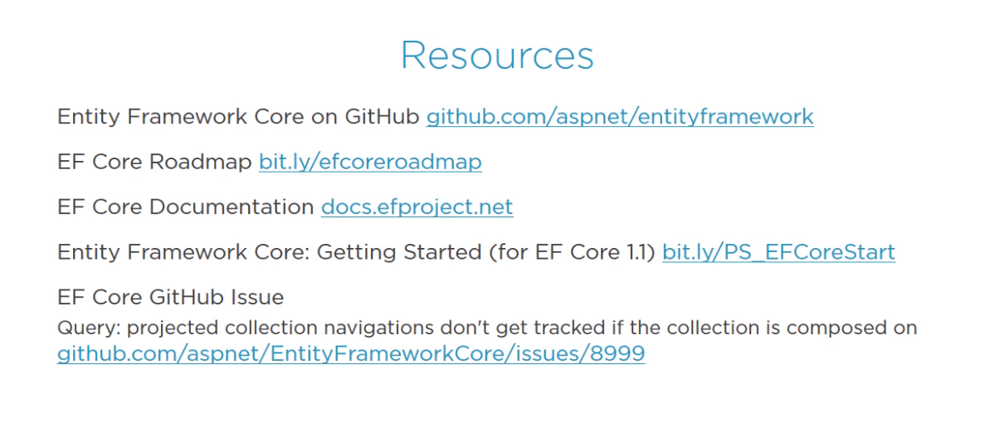 Resources
Entity Framework Core on GitHub github.com/aspnet/entityframework
EF Core Roadmap bit.ly/efcoreroadmap
EF Core Documentation docs.efproject.net
Entity Framework Core: Getting Started (for EF Core 1.1) bit.ly/PS_EFCoreStart
EF Core GitHub Issue
Query: projected collection navigations don't get tracked if the collection is composed on
github.com/aspnet/EntityFrameworkCore/issues/8999